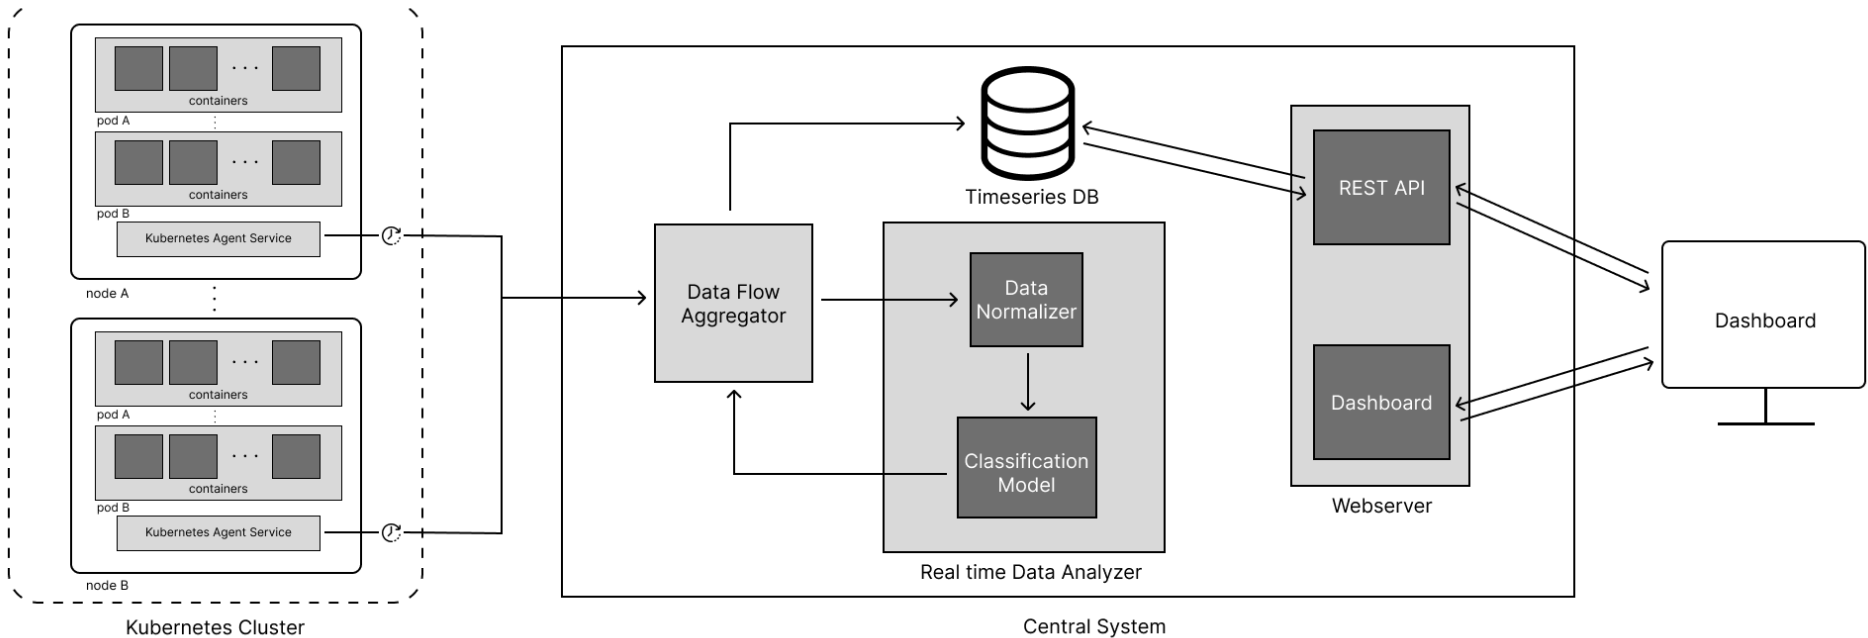 containers
pod A
containers
pod B
Kubernetes Agent Service
node A
containers
pod A
containers
pod B
Kubernetes Agent Service
node B
Kubernetes Cluster
Data Flow
Aggregator
Timeseries DB
Data
Normalizer
Classification
Model
Real time Data Analyzer
REST API
Dashboard
Webserver
Central System
Dashboard